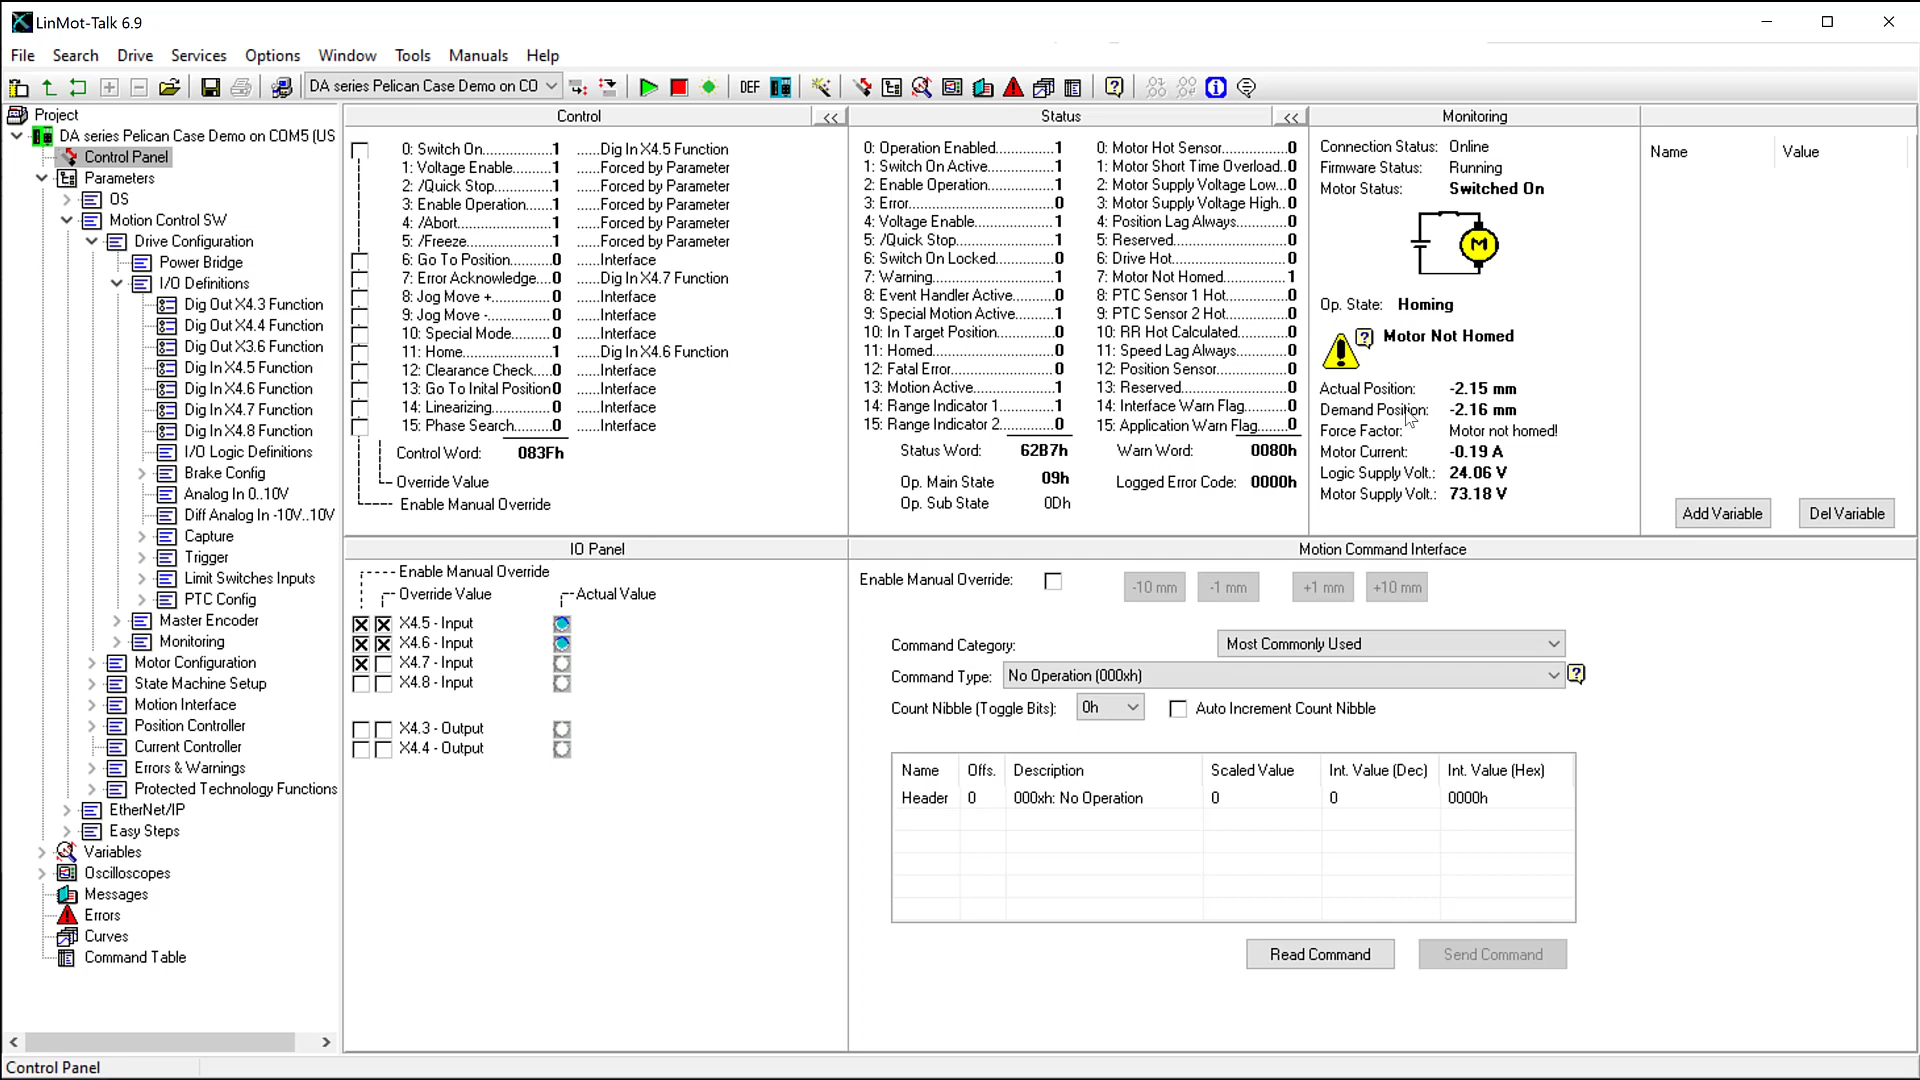 LinMot-Talk 6.9
File Search Drive Services Options Window Tools Manuals Help
DA series Pelican Case Demo on CO
DEF
Project
DA series Pelican Case Demo on COM5 (US
Control Panel
Parameters
OS
Motion Control SW
Drive Configuration
Power Bridge
I/O Definitions
Dig Out X4.3 Function
Dig Out X4.4 Function
Dig Out X3.6 Function
Dig In X4.5 Function
Dig In X4.6 Function
Dig In X4.7 Function
Dig In X4.8 Function
I/O Logic Definitions
Brake Config
Analog In 0..10V
Diff Analog In -10V..10V
Capture
Trigger
Limit Switches Inputs
PTC Config
Master Encoder
Monitoring
Motor Configuration
State Machine Setup
Motion Interface
Position Controller
Current Controller
Errors & Warnings
Protected Technology Functions
EtherNet/IP
Easy Steps
Variables
Oscilloscopes
Messages
Errors
Curves
Command Table
Control Panel
Control <<
0: Switch On...........1 ......Dig In X4.5 Function
1: Voltage Enable......1 ......Forced by Parameter
2: /Quick Stop.........1 ......Forced by Parameter
3: Enable Operation....1 ......Forced by Parameter
4: /Abort..............1 ......Forced by Parameter
5: /Freeze.............1 ......Forced by Parameter
6: Go To Position......0 ......Interface
7: Error Acknowledge...0 ......Dig In X4.7 Function
8: Jog Move +..........0 ......Interface
9: Jog Move -..........0 ......Interface
10: Special Mode.......0 ......Interface
11: Home...............1 ......Dig In X4.6 Function
12: Clearance Check....0 ......Interface
13: Go To Inital Position0 ......Interface
14: Linearizing........0 ......Interface
15: Phase Search.......0 ......Interface
Control Word: 083Fh
Override Value
Enable Manual Override
Status <<
0: Operation Enabled...1
1: Switch On Active....1
2: Enable Operation....1
3: Error...............0
4: Voltage Enable......1
5: /Quick Stop.........1
6: Switch On Locked....0
7: Warning.............1
8: Event Handler Active...0
9: Special Motion Active..1
10: In Target Position....0
11: Homed..............0
12: Fatal Error........0
13: Motion Active......1
14: Range Indicator 1..1
15: Range Indicator 2..0
Status Word: 62B7h
Op. Main State 09h
Op. Sub State 0Dh
0: Motor Hot Sensor....0
1: Motor Short Time Overload..0
2: Motor Supply Voltage Low...0
3: Motor Supply Voltage High..0
4: Position Lag Always....0
5: Reserved............0
6: Drive Hot...........0
7: Motor Not Homed.....1
8: PTC Sensor 1 Hot....0
9: PTC Sensor 2 Hot....0
10: RR Hot Calculated..0
11: Speed Lag Always...0
12: Position Sensor....0
13: Reserved...........0
14: Interface Warn Flag....0
15: Application Warn Flag..0
Warn Word: 0080h
Logged Error Code: 0000h
Monitoring
Connection Status: Online
Firmware Status: Running
Motor Status: Switched On
M
Op. State: Homing
Motor Not Homed
Actual Position: -2.15 mm
Demand Position: -2.16 mm
Force Factor: Motor not homed!
Motor Current: -0.19 A
Logic Supply Volt.: 24.06 V
Motor Supply Volt.: 73.18 V
Name Value
Add Variable Del Variable
IO Panel
Enable Manual Override
Override Value Actual Value
X4.5 - Input
X4.6 - Input
X4.7 - Input
X4.8 - Input
X4.3 - Output
X4.4 - Output
Motion Command Interface
Enable Manual Override: -10 mm -1 mm +1 mm +10 mm
Command Category: Most Commonly Used
Command Type: No Operation (000xh)
Count Nibble (Toggle Bits): 0h Auto Increment Count Nibble
Name Offs. Description Scaled Value Int. Value (Dec) Int. Value (Hex)
Header 0 000xh: No Operation 0 0 0000h
Read Command Send Command